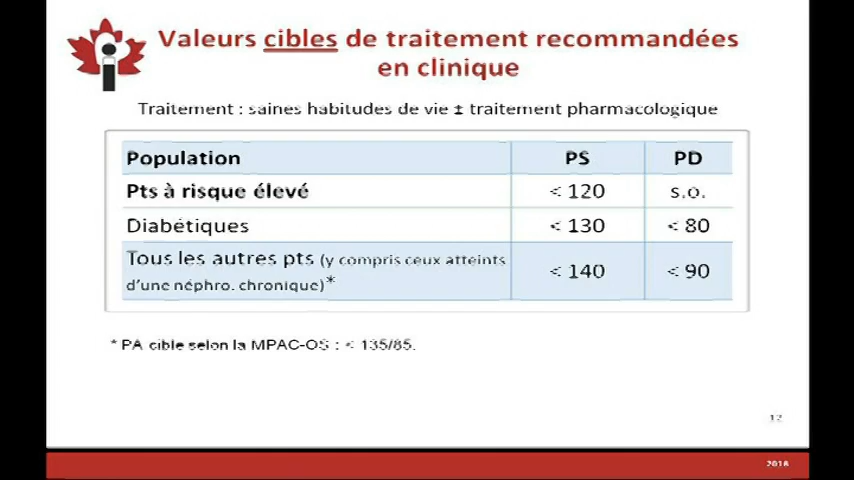 Valeurs cibles de traitement recommandées
en clinique
Traitement : saines habitudes de vie ± traitement pharmacologique
Population PS PD
Pts à risque élevé < 120 s.o.
Diabétiques < 130 < 80
Tous les autres pts (y compris ceux atteints
d'une néphro. chronique)* < 140 < 90
* PA cible selon la MPAC-OS : < 135/85.
2016